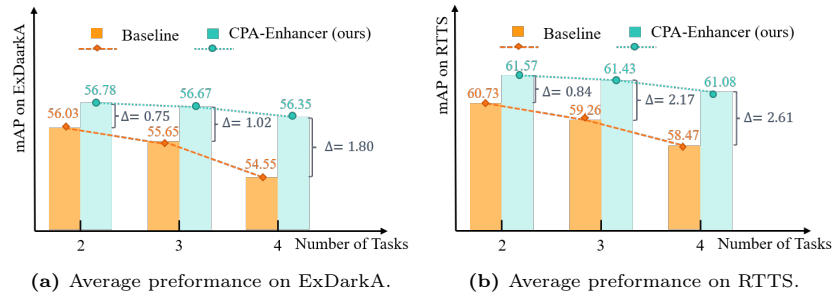 mAP on ExDaarkA
Baseline
CPA-Enhancer (ours)
56.03
56.78
Δ= 0.75
55.65
56.67
Δ= 1.02
54.55
56.35
Δ= 1.80
2
3
4
Number of Tasks
(a) Average preformance on ExDarkA.
mAP on RTTS
Baseline
CPA-Enhancer (ours)
60.73
61.57
Δ= 0.84
59.26
61.43
Δ= 2.17
58.47
61.08
Δ= 2.61
2
3
4
Number of Tasks
(b) Average preformance on RTTS.